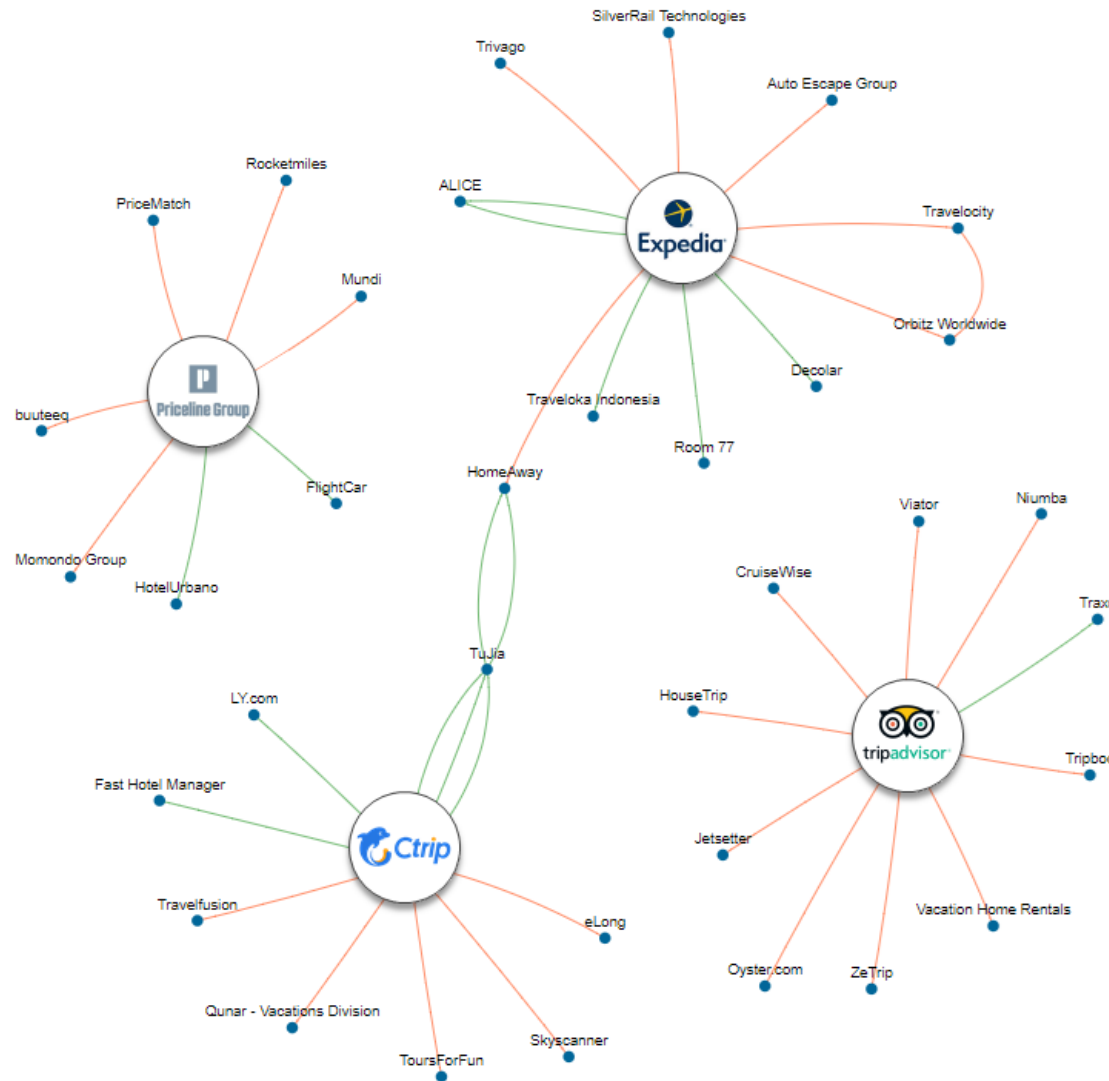 SilverRail Technologies
Trivago
Auto Escape Group
Rocketmiles
ALICE
PriceMatch
Travelocity
Expedia
Mundi
Orbitz Worldwide
Decolar
P
Priceline Group
Traveloka Indonesia
buuteeq
Room 77
HomeAway
FlightCar
Viator
Niumba
Momondo Group
HotelUrbano
CruiseWise
Trax
TuJia
LY.com
HouseTrip
tripadvisor
Tripboo
Fast Hotel Manager
Jetsetter
Ctrip
Travelfusion
eLong
Vacation Home Rentals
Oyster.com
ZeTrip
Qunar - Vacations Division
Skyscanner
ToursForFun